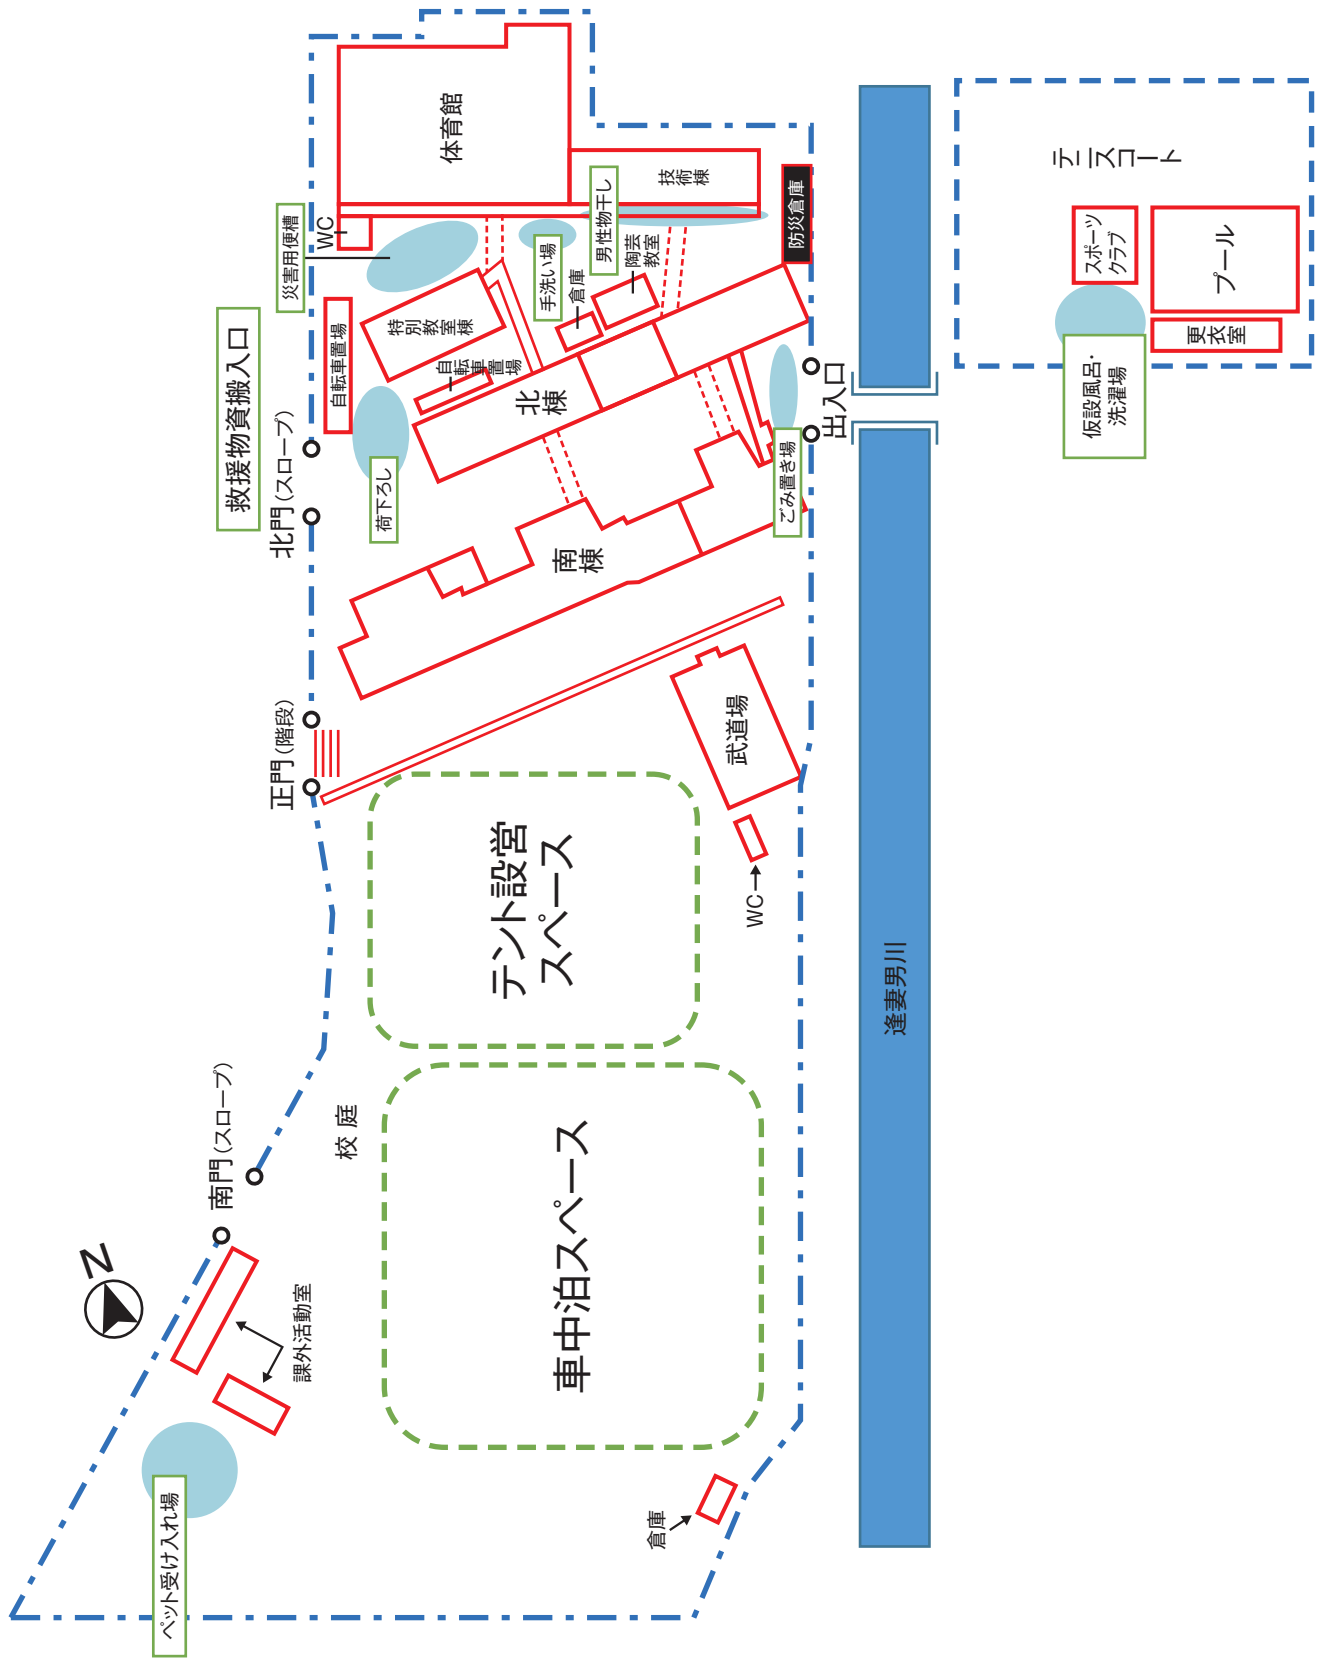 体育館
技術棟
防災倉庫
WC
災害用便槽
男性物干し
陶芸
教室
手洗い場
倉庫
特別教室棟
自転車置場
自転車置場
救援物資搬入口
北門(スロープ)
荷下ろし
北棟
出入口
ごみ置き場
南棟
正門(階段)
武道場
WC
テント設営
スペース
校庭
車中泊スペース
南門(スロープ)
N
課外活動室
ペット受け入れ場
倉庫
逢妻男川
テニスコート
スポーツ
クラブ
プール
更衣室
仮設風呂・
洗濯場